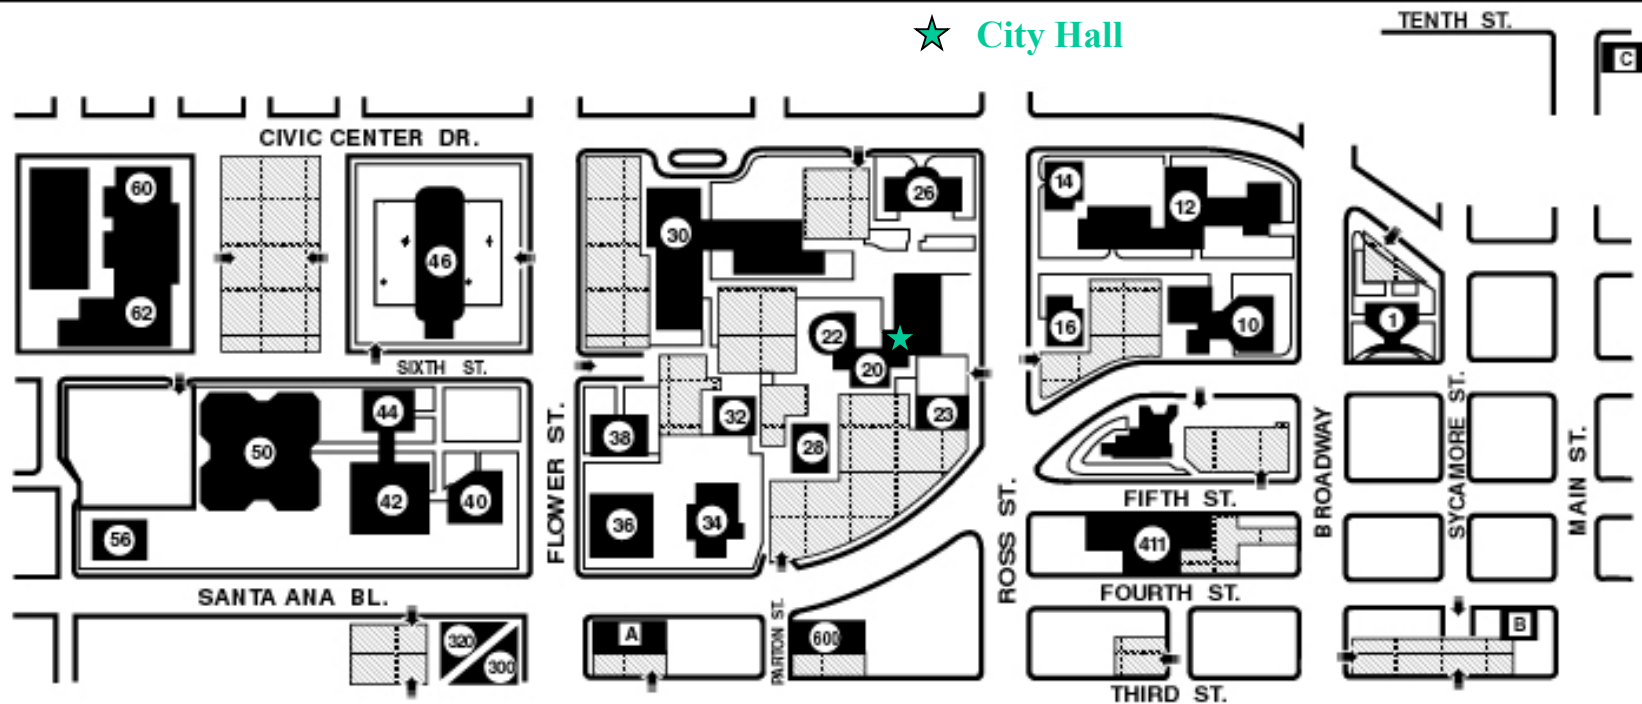 TENTH ST.
City Hall
C
CIVIC CENTER DR.
60
46
62
30
26
14
12
22
20
16
10
1
SIXTH ST.
44
50
42
40
56
38
32
28
23
36
34
FLOWER ST.
ROSS ST.
BROADWAY
SYCAMORE ST.
MAIN ST.
FIFTH ST.
411
FOURTH ST.
SANTA ANA BL.
320
300
A
PARTON ST.
600
B
THIRD ST.